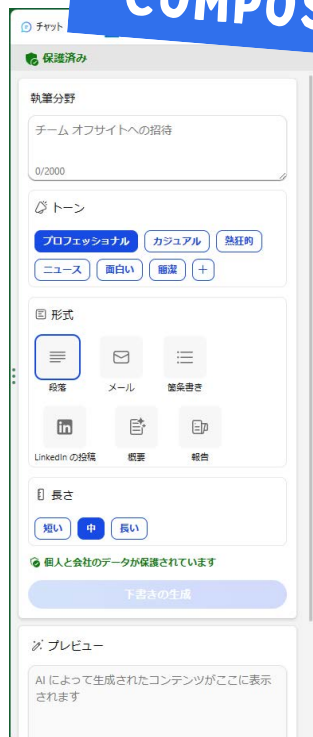 COMPOS
チャット
保護済み
執筆分野
チーム オフサイトへの招待
0/2000
トーン
プロフェッショナル カジュアル 熱狂的
ニュース 面白い 簡潔 +
形式
段落 メール 箇条書き
LinkedIn の投稿 概要 報告
長さ
短い 中 長い
個人と会社のデータが保護されています
下書きの生成
プレビュー
AI によって生成されたコンテンツがここに表示
されます